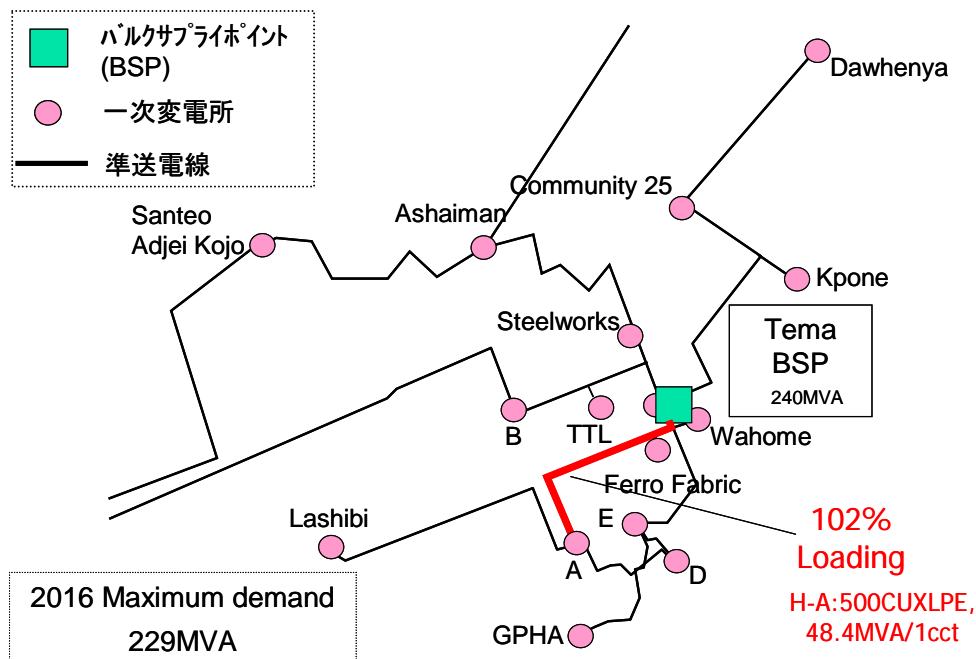 バルクサプライポイント
(BSP)
一次変電所
準送電線
Dawhenya
Community 25
Santeo
Adjei Kojo
Ashaiman
Kpone
Steelworks
Tema
BSP
240MVA
B
TTL
Wahome
Ferro Fabric
Lashibi
E
102%
Loading
A
D
2016 Maximum demand
229MVA
GPHA
H-A:500CUXLPE,
48.4MVA/1cct